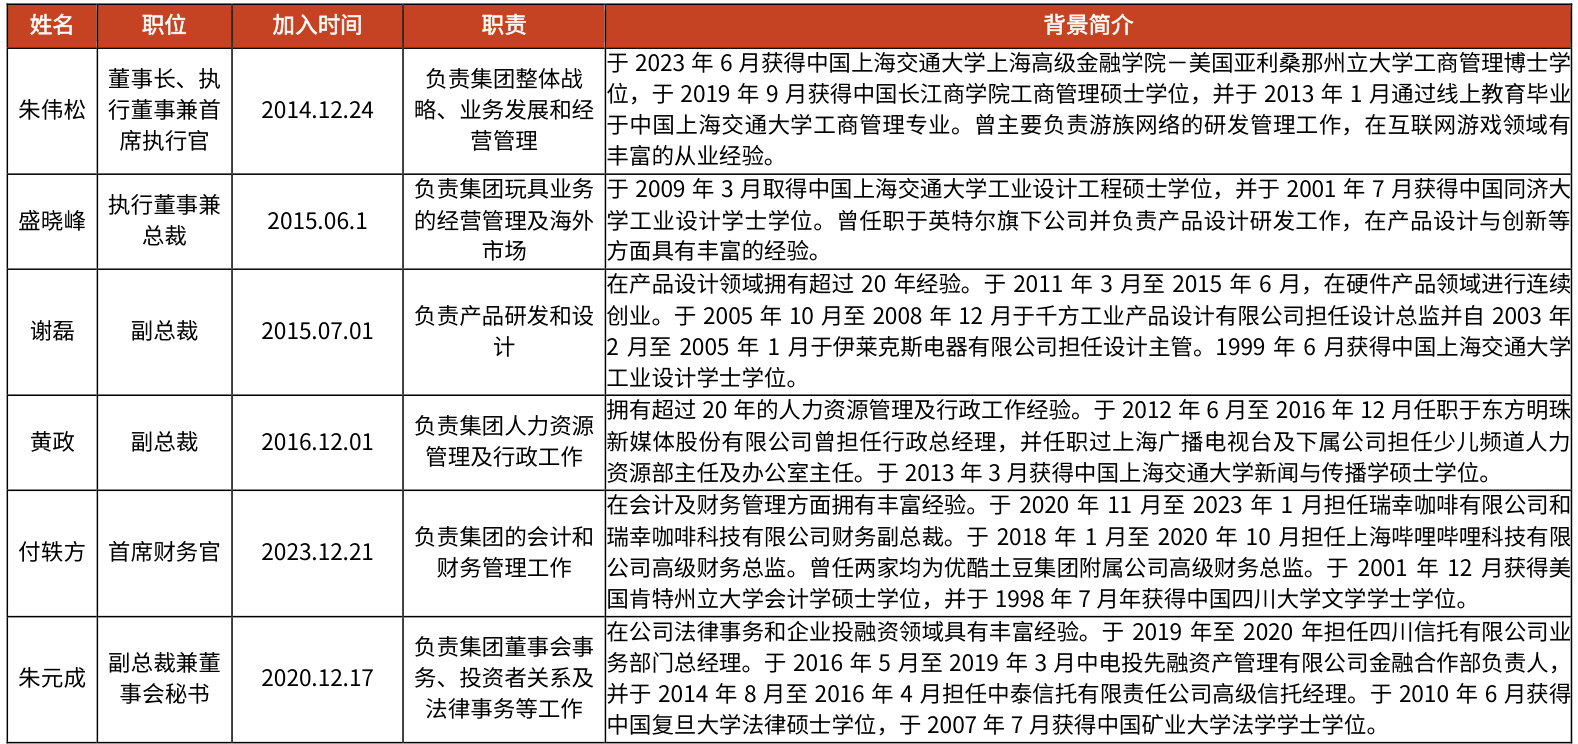 姓名 职位 加入时间 职责 背景简介
朱伟松
董事长、执
行董事兼首
席执行官
2014.12.24
负责集团整体战
略、业务发展和经
营管理
于 2023 年 6 月获得中国上海交通大学上海高级金融学院－美国亚利桑那州立大学工商管理博士学
位，于 2019 年 9 月获得中国长江商学院工商管理硕士学位，并于 2013 年 1 月通过线上教育毕业
于中国上海交通大学工商管理专业。曾主要负责游族网络的研发管理工作，在互联网游戏领域有
丰富的从业经验。
盛晓峰
执行董事兼
总裁
2015.06.1
负责集团玩具业务
的经营管理及海外
市场
于 2009 年 3 月取得中国上海交通大学工业设计工程硕士学位，并于 2001 年 7 月获得中国同济大
学工业设计学士学位。曾任职于英特尔旗下公司并负责产品设计研发工作，在产品设计与创新等
方面具有丰富的经验。
谢磊
副总裁
2015.07.01
负责产品研发和设
计
在产品设计领域拥有超过 20 年经验。于 2011 年 3 月至 2015 年 6 月，在硬件产品领域进行连续
创业。于 2005 年 10 月至 2008 年 12 月于千方工业产品设计有限公司担任设计总监并自 2003 年
2 月至 2005 年 1 月于伊莱克斯电器有限公司担任设计主管。1999 年 6 月获得中国上海交通大学
工业设计学士学位。
黄政
副总裁
2016.12.01
负责集团人力资源
管理及行政工作
拥有超过 20 年的人力资源管理及行政工作经验。于 2012 年 6 月至 2016 年 12 月任职于东方明珠
新媒体股份有限公司曾担任行政总经理，并任职过上海广播电视台及下属公司担任少儿频道人力
资源部主任及办公室主任。于 2013 年 3 月获得中国上海交通大学新闻与传播学硕士学位。
付轶方
首席财务官
2023.12.21
负责集团的会计和
财务管理工作
在会计及财务管理方面拥有丰富经验。于 2020 年 11 月至 2023 年 1 月担任瑞幸咖啡有限公司和
瑞幸咖啡科技有限公司财务副总裁。于 2018 年 1 月至 2020 年 10 月担任上海哔哩哔哩科技有限
公司高级财务总监。曾任两家均为优酷土豆集团附属公司高级财务总监。于 2001 年 12 月获得美
国肯特州立大学会计学硕士学位，并于 1998 年 7 月年获得中国四川大学文学学士学位。
朱元成
副总裁兼董
事会秘书
2020.12.17
负责集团董事会事
务、投资者关系及
法律事务等工作
在公司法律事务和企业投融资领域具有丰富经验。于 2019 年至 2020 年担任四川信托有限公司业
务部门总经理。于 2016 年 5 月至 2019 年 3 月中电投先融资产管理有限公司金融合作部负责人，
并于 2014 年 8 月至 2016 年 4 月担任中泰信托有限责任公司高级信托经理。于 2010 年 6 月获得
中国复旦大学法律硕士学位，于 2007 年 7 月获得中国矿业大学法学学士学位。